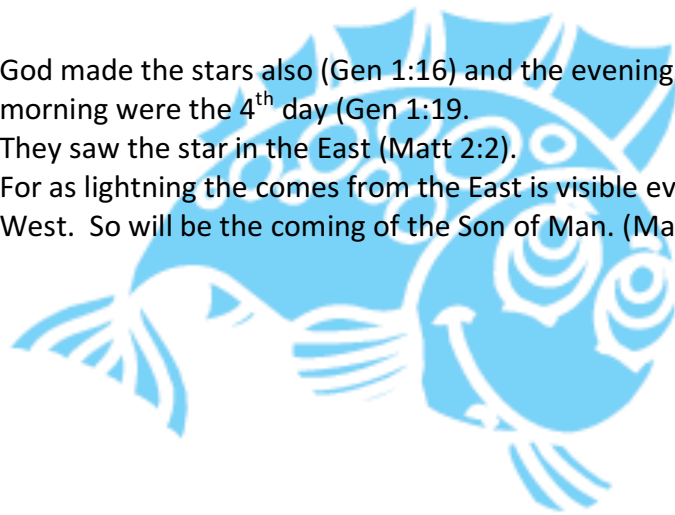 God made the stars also (Gen 1:16) and the evening
morning were the 4th day (Gen 1:19.
They saw the star in the East (Matt 2:2).
For as lightning the comes from the East is visible ev
West.  So will be the coming of the Son of Man. (Ma